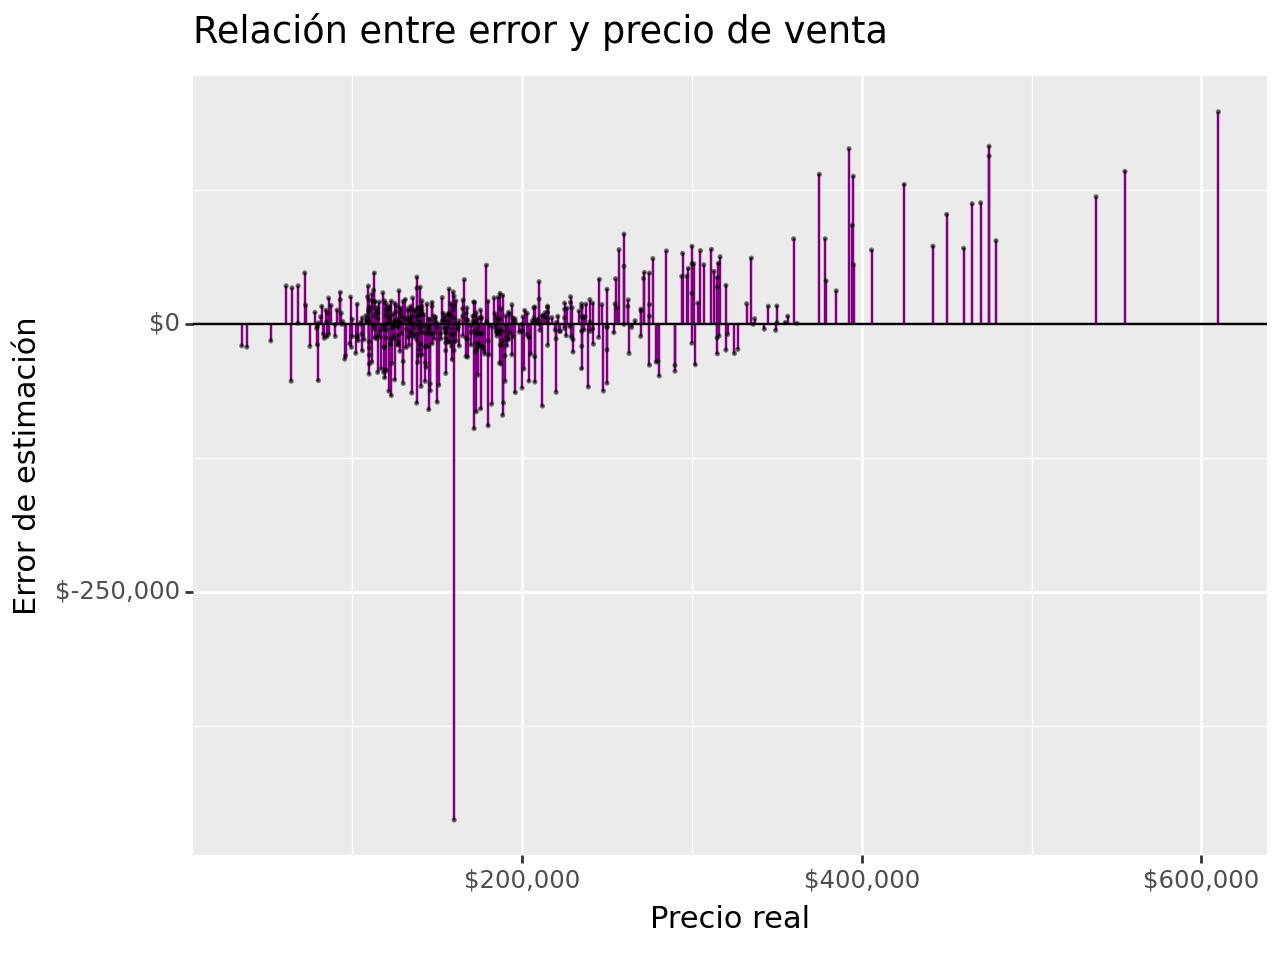 Relación entre error y precio de venta
Error de estimación
$0
$-250,000
$200,000
$400,000
$600,000
Precio real